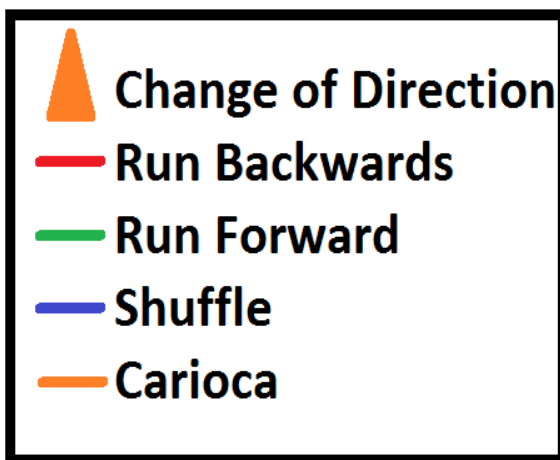 Change of Direction
Run Backwards
Run Forward
Shuffle
Carioca